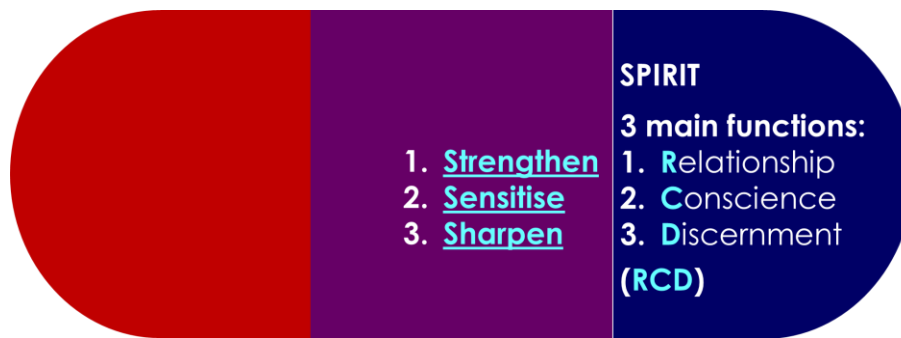 SPIRIT
3 main functions:
1. Strengthen 1. Relationship
2. Sensitise 2. Conscience
3. Sharpen 3. Discernment
(RCD)